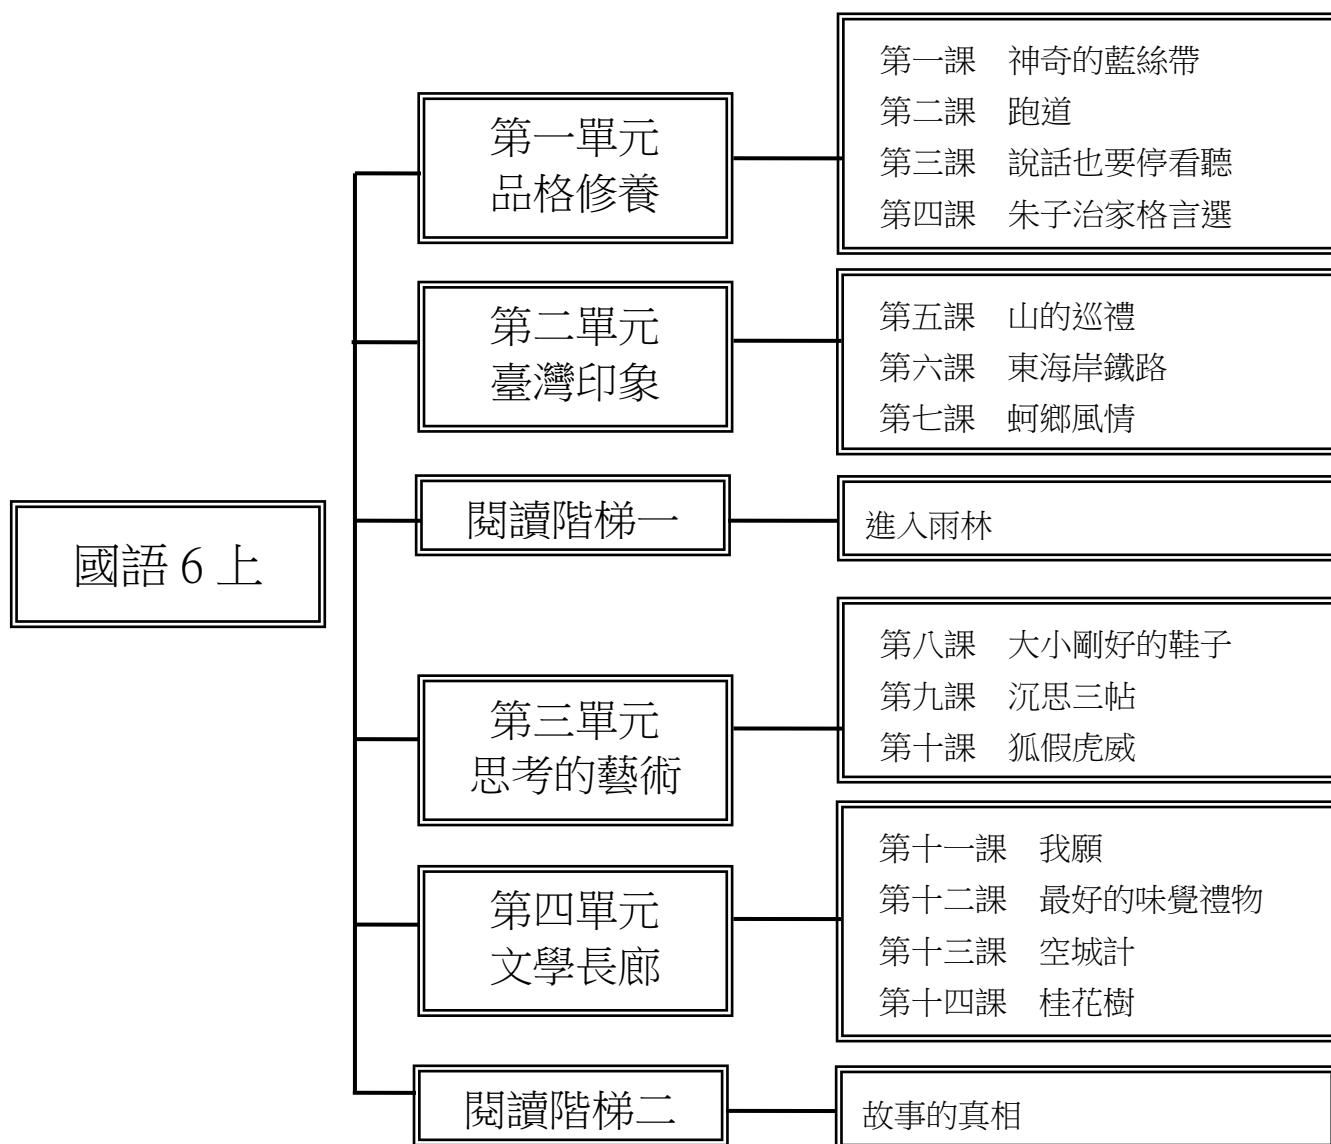 國語 6 上
第一單元
品格修養
第一課　神奇的藍絲帶
第二課　跑道
第三課　說話也要停看聽
第四課　朱子治家格言選
第二單元
臺灣印象
第五課　山的巡禮
第六課　東海岸鐵路
第七課　蚵鄉風情
閱讀階梯一
進入雨林
第三單元
思考的藝術
第八課　大小剛好的鞋子
第九課　沉思三帖
第十課　狐假虎威
第四單元
文學長廊
第十一課　我願
第十二課　最好的味覺禮物
第十三課　空城計
第十四課　桂花樹
閱讀階梯二
故事的真相